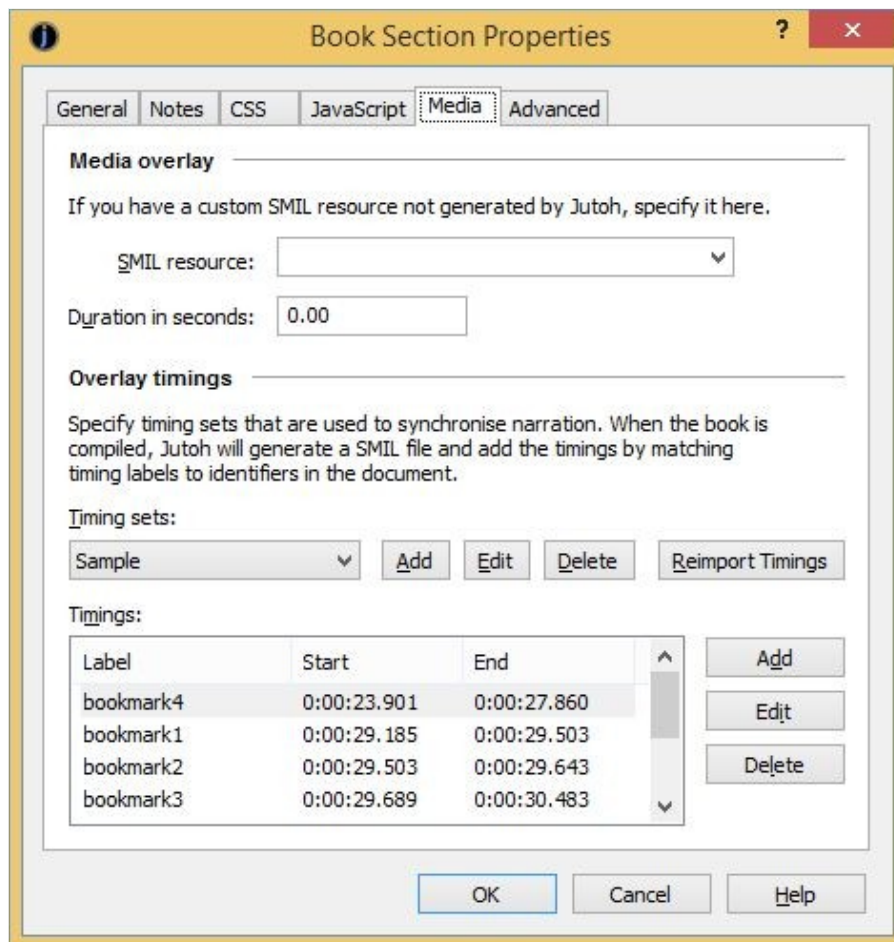 j Book Section Properties ? ×
General Notes CSS JavaScript Media Advanced
Media overlay
If you have a custom SMIL resource not generated by Jutoh, specify it here.
SMIL resource:
Duration in seconds: 0.00
Overlay timings
Specify timing sets that are used to synchronise narration. When the book is
compiled, Jutoh will generate a SMIL file and add the timings by matching
timing labels to identifiers in the document.
Timing sets:
Sample Add Edit Delete Reimport Timings
Timings:
Label Start End Add
bookmark4 0:00:23.901 0:00:27.860 Edit
bookmark1 0:00:29.185 0:00:29.503
bookmark2 0:00:29.503 0:00:29.643 Delete
bookmark3 0:00:29.689 0:00:30.483
OK Cancel Help